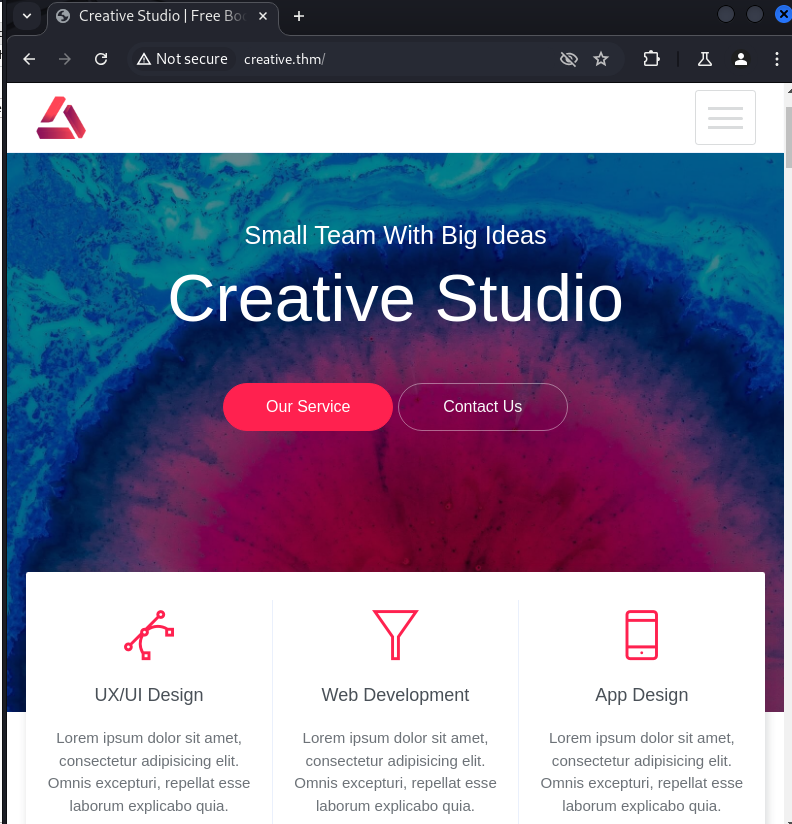 Creative Studio | Free Boo
Not secure
creative.thm/
Small Team With Big Ideas
Creative Studio
Our Service
Contact Us
UX/UI Design
Lorem ipsum dolor sit amet,
consectetur adipisicing elit.
Omnis excepturi, repellat esse
laborum explicabo quia.
Web Development
Lorem ipsum dolor sit amet,
consectetur adipisicing elit.
Omnis excepturi, repellat esse
laborum explicabo quia.
App Design
Lorem ipsum dolor sit amet,
consectetur adipisicing elit.
Omnis excepturi, repellat esse
laborum explicabo quia.